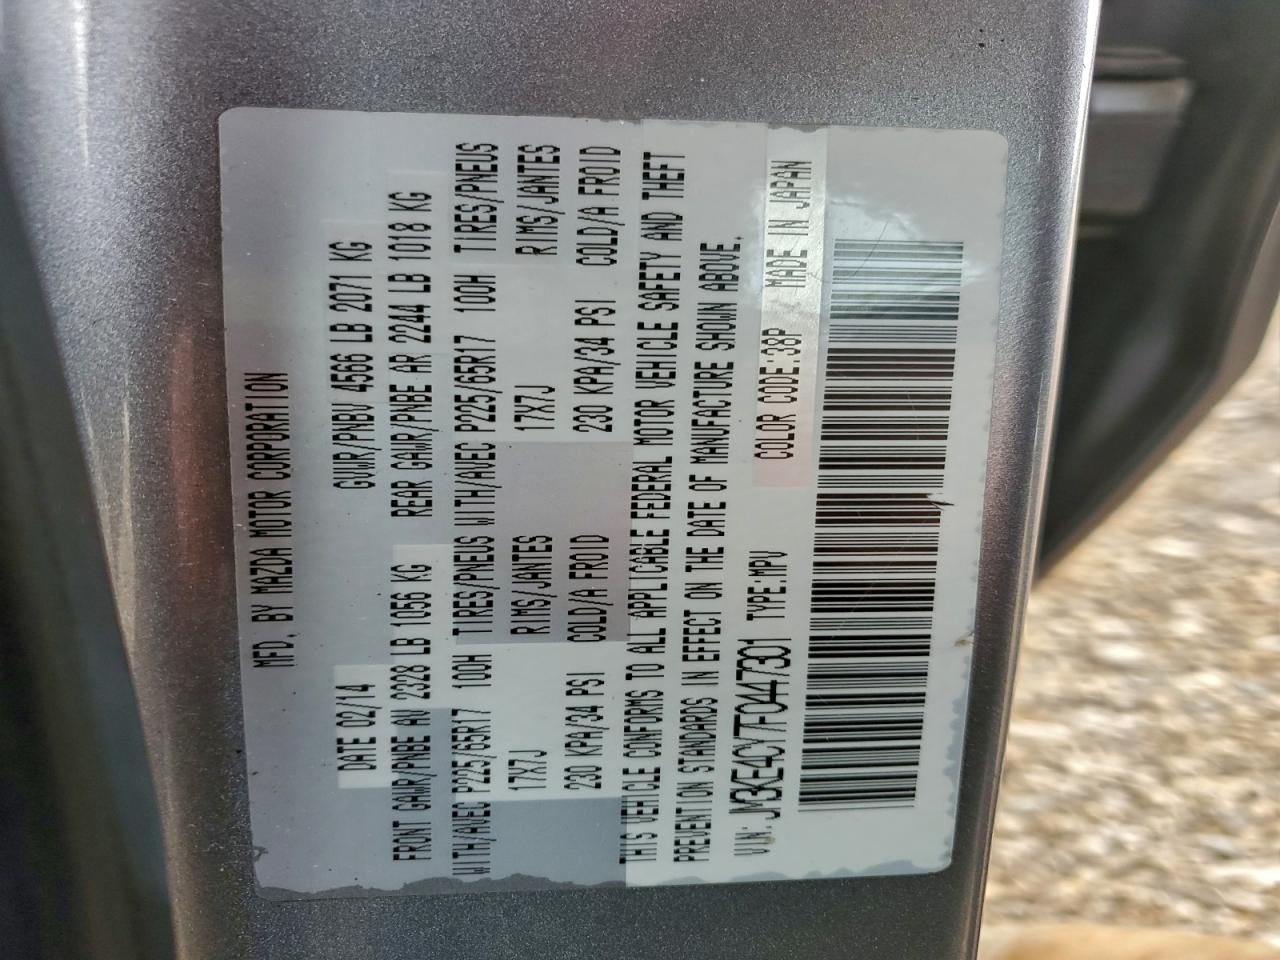 MFD. BY MAZDA MOTOR CORPORATION
DATE 02/14 GVWR/PNBV 4566 LB 2071 KG
FRONT GAWR/PNBE AV 2328 LB 1056 KG REAR GAWR/PNBE AR 2244 LB 1018 KG
WITH/AVEC P225/65R17 100H TIRES/PNEUS WITH/AVEC P225/65R17 100H TIRES/PNEUS
17X7J RIMS/JANTES 17X7J RIMS/JANTES
230 KPA/34 PSI COLD/A FROID 230 KPA/34 PSI COLD/A FROID
THIS VEHICLE CONFORMS TO ALL APPLICABLE FEDERAL MOTOR VEHICLE SAFETY AND THEFT
PREVENTION STANDARDS IN EFFECT ON THE DATE OF MANUFACTURE SHOWN ABOVE.
VIN: JM3KE4CY7F0447301 TYPE:MPV COLOR CODE:38P MADE IN JAPAN